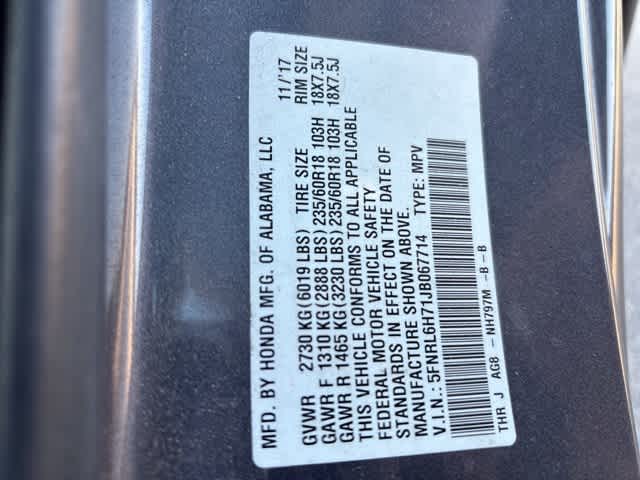 MFD. BY HONDA MFG. OF ALABAMA, LLC 11/'17
GVWR 2730 KG (6019 LBS) TIRE SIZE RIM SIZE
GAWR F 1310 KG (2888 LBS) 235/60R18 103H 18X7.5J
GAWR R 1465 KG (3230 LBS) 235/60R18 103H 18X7.5J
THIS VEHICLE CONFORMS TO ALL APPLICABLE
FEDERAL MOTOR VEHICLE SAFETY
STANDARDS IN EFFECT ON THE DATE OF
MANUFACTURE SHOWN ABOVE.
V.I.N.: 5FNRL6H71JB067714 TYPE: MPV
THR J AG8 - NH797M -B -B